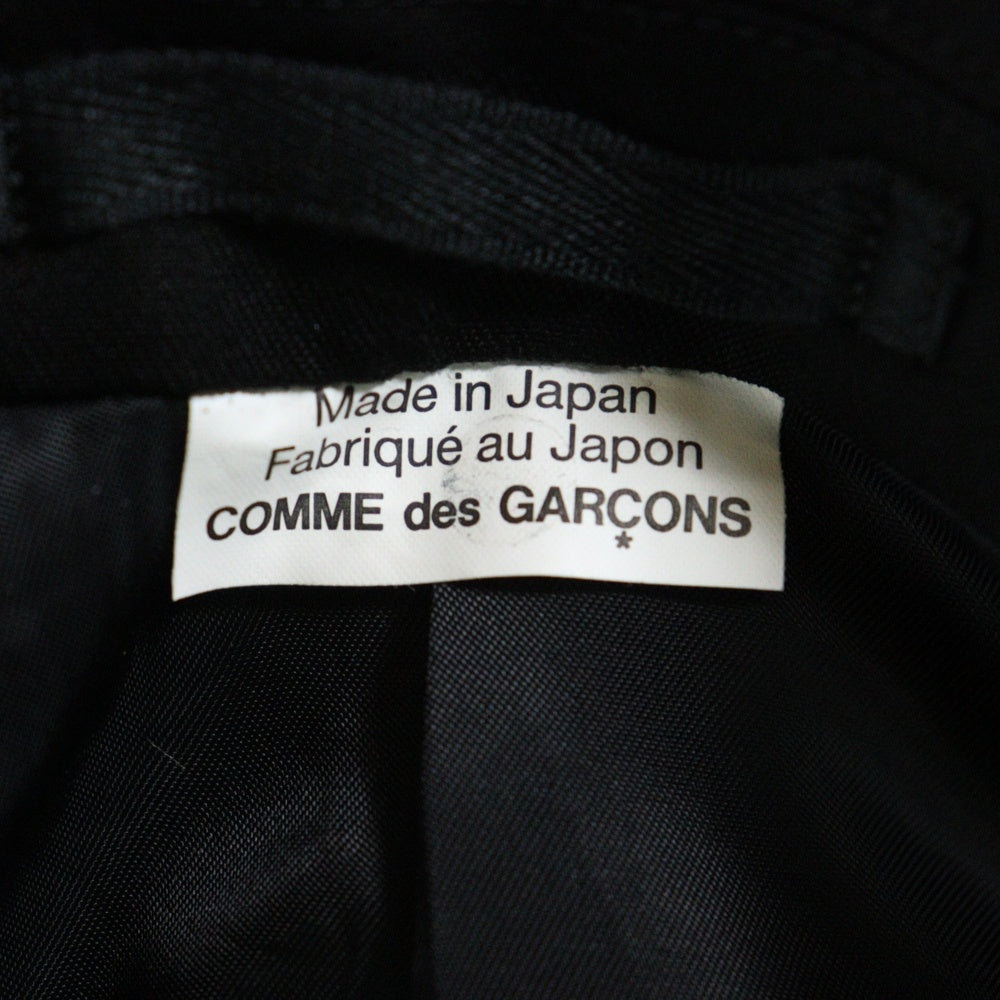 Made in Japan
Fabriqué au Japon
COMME des GARÇONS
*